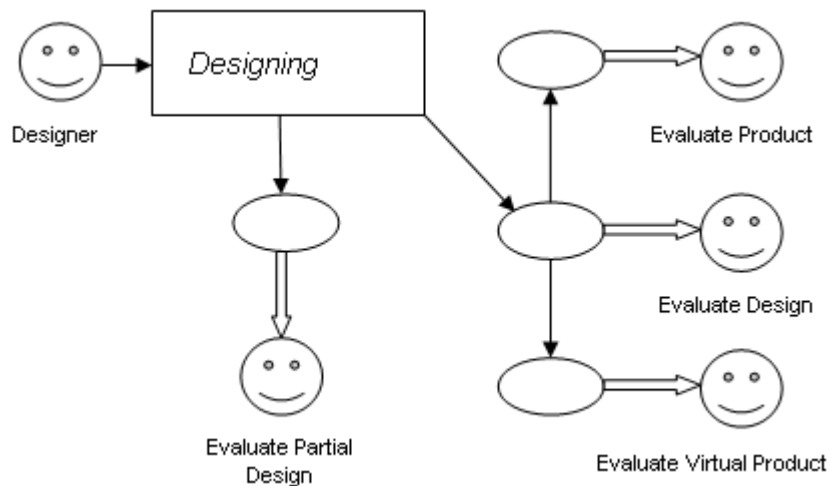 Designing
Designer
Evaluate Product
Evaluate Design
Evaluate Partial
Design
Evaluate Virtual Product